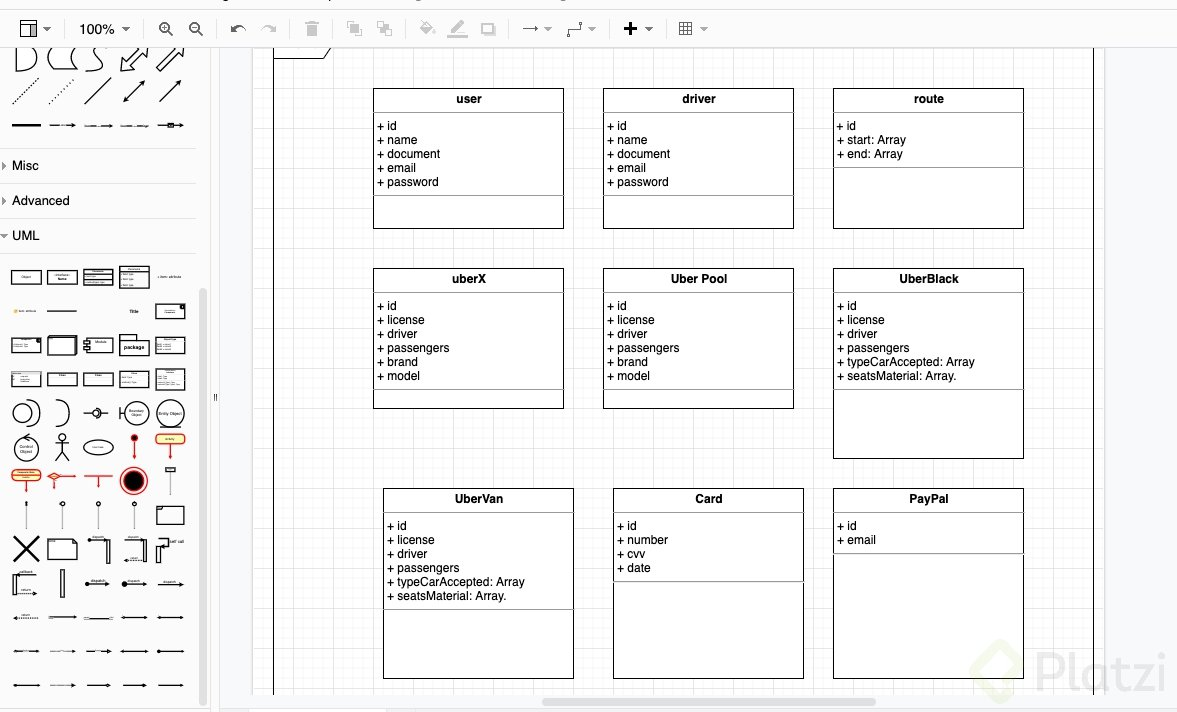 100%
user
+ id
+ name
+ document
+ email
+ password
driver
+ id
+ name
+ document
+ email
+ password
route
+ id
+ start: Array
+ end: Array
Misc
Advanced
UML
uberX
+ id
+ license
+ driver
+ passengers
+ brand
+ model
Uber Pool
+ id
+ license
+ driver
+ passengers
+ brand
+ model
UberBlack
+ id
+ license
+ driver
+ passengers
+ typeCarAccepted: Array
+ seatsMaterial: Array.
Title
package
UberVan
+ id
+ license
+ driver
+ passengers
+ typeCarAccepted: Array
+ seatsMaterial: Array.
Card
+ id
+ number
+ cvv
+ date
PayPal
+ id
+ email
Platzi